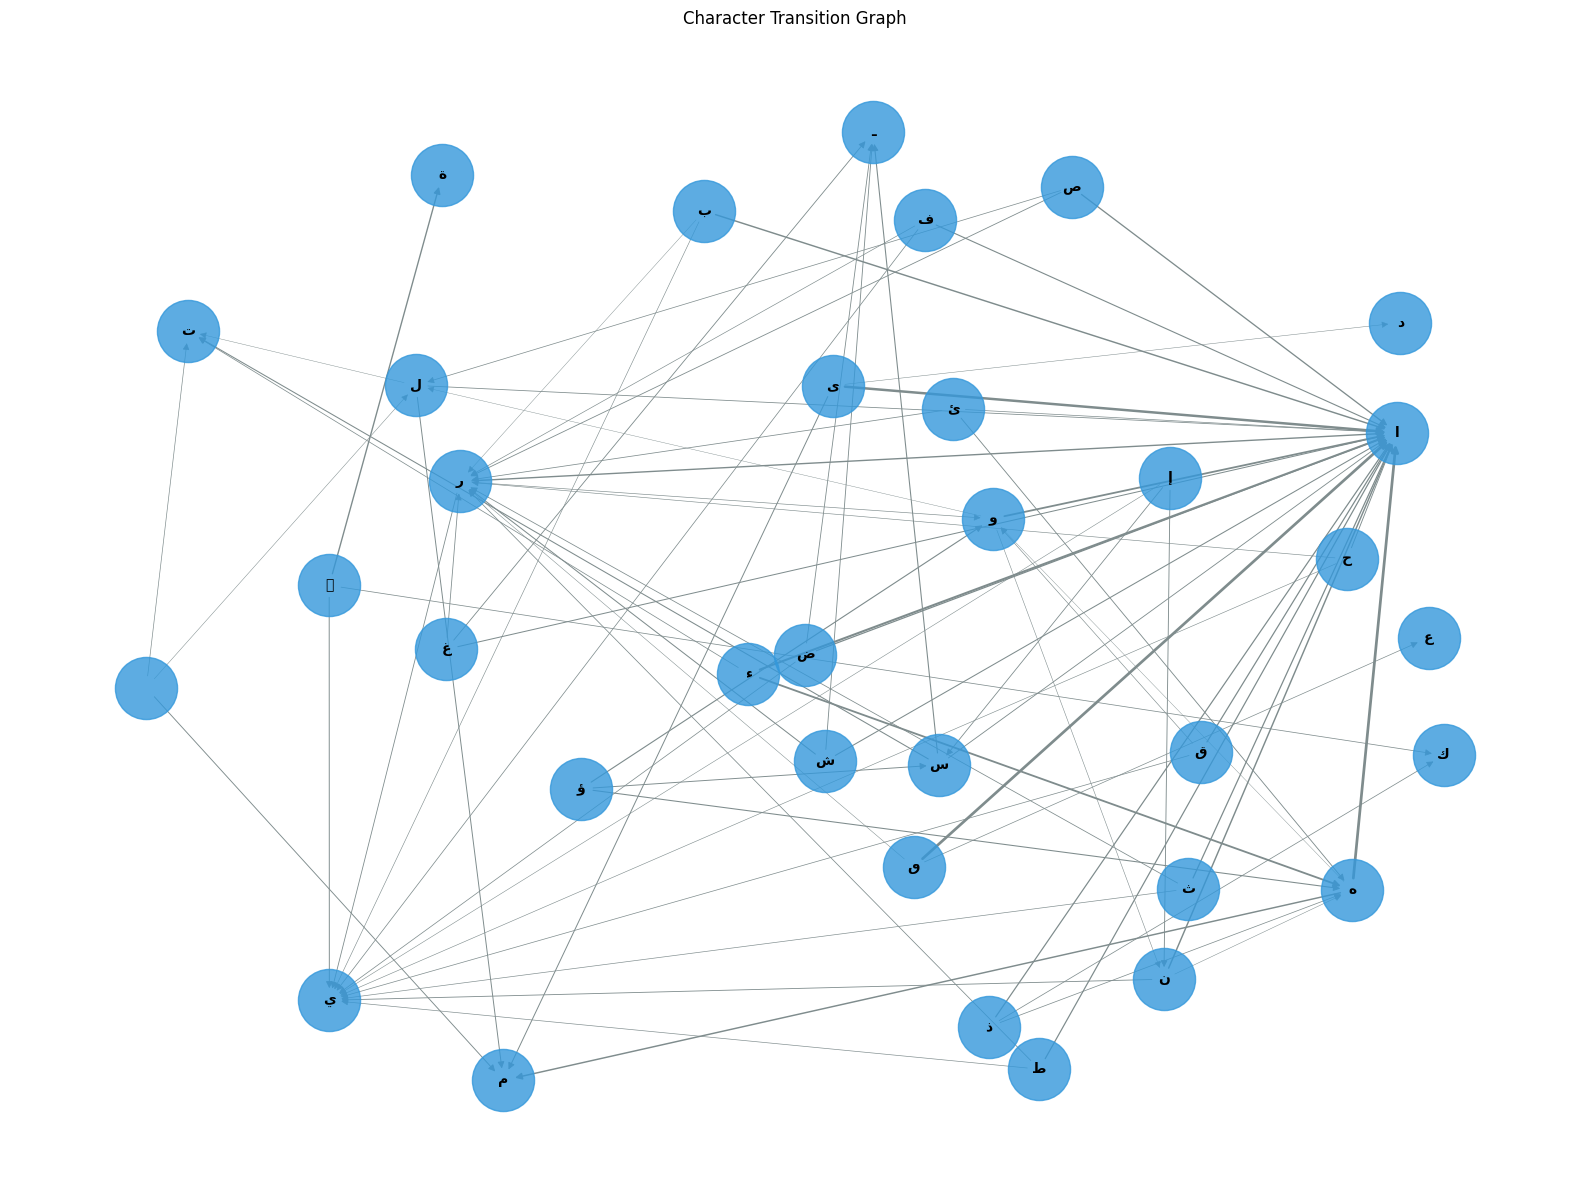 Character Transition Graph
ـ
ة
ص
ب
ف
د
ت
ل
ى
ئ
ا
إ
ر
و
ح
ع
غ
ض
ء
ق
ك
ش
س
ؤ
ث
ه
ن
ي
ذ
ط
م